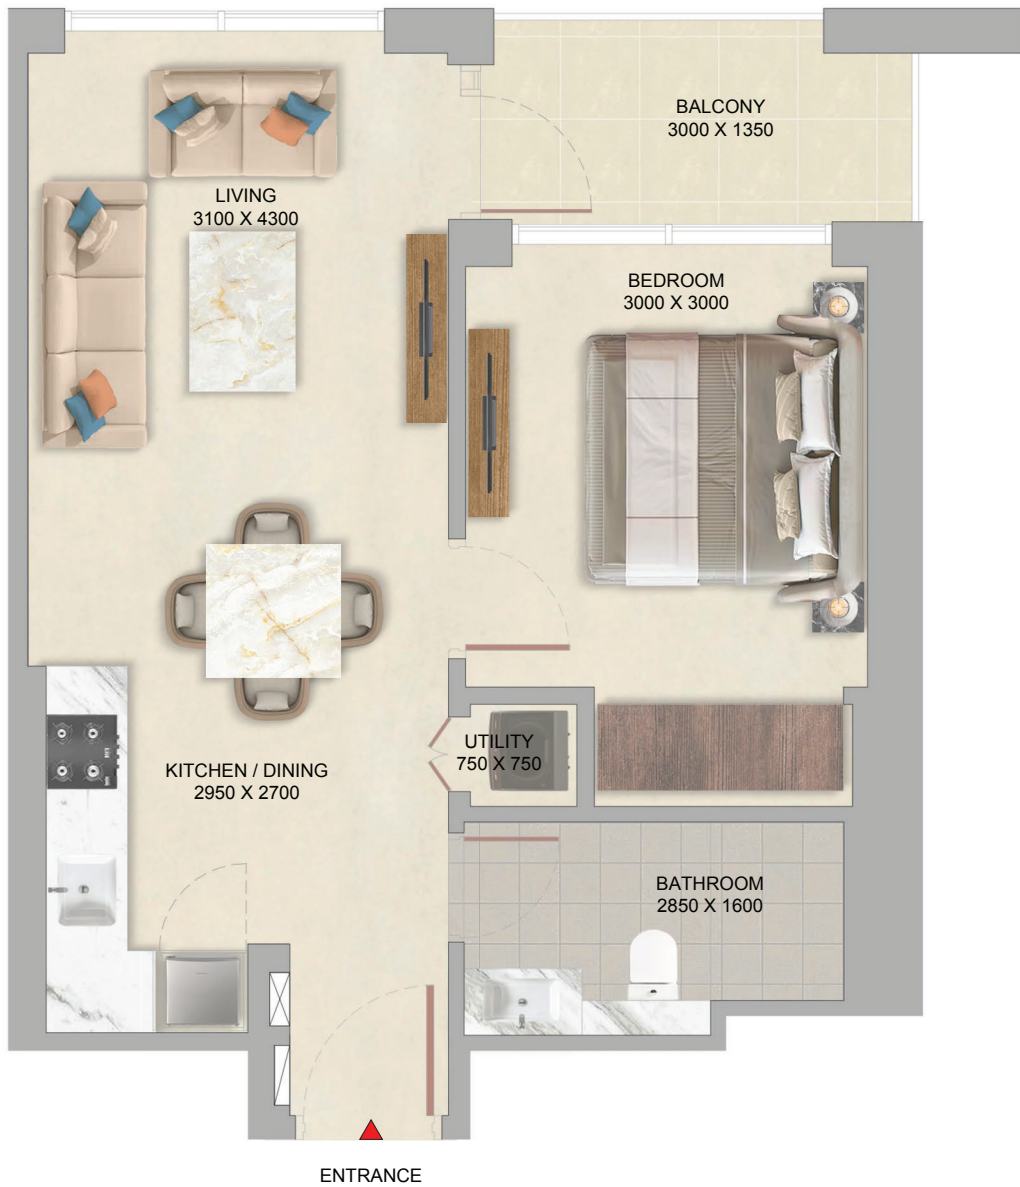 BALCONY
3000 X 1350
LIVING
3100 X 4300
BEDROOM
3000 X 3000
UTILITY
750 X 750
KITCHEN / DINING
2950 X 2700
BATHROOM
2850 X 1600
ENTRANCE